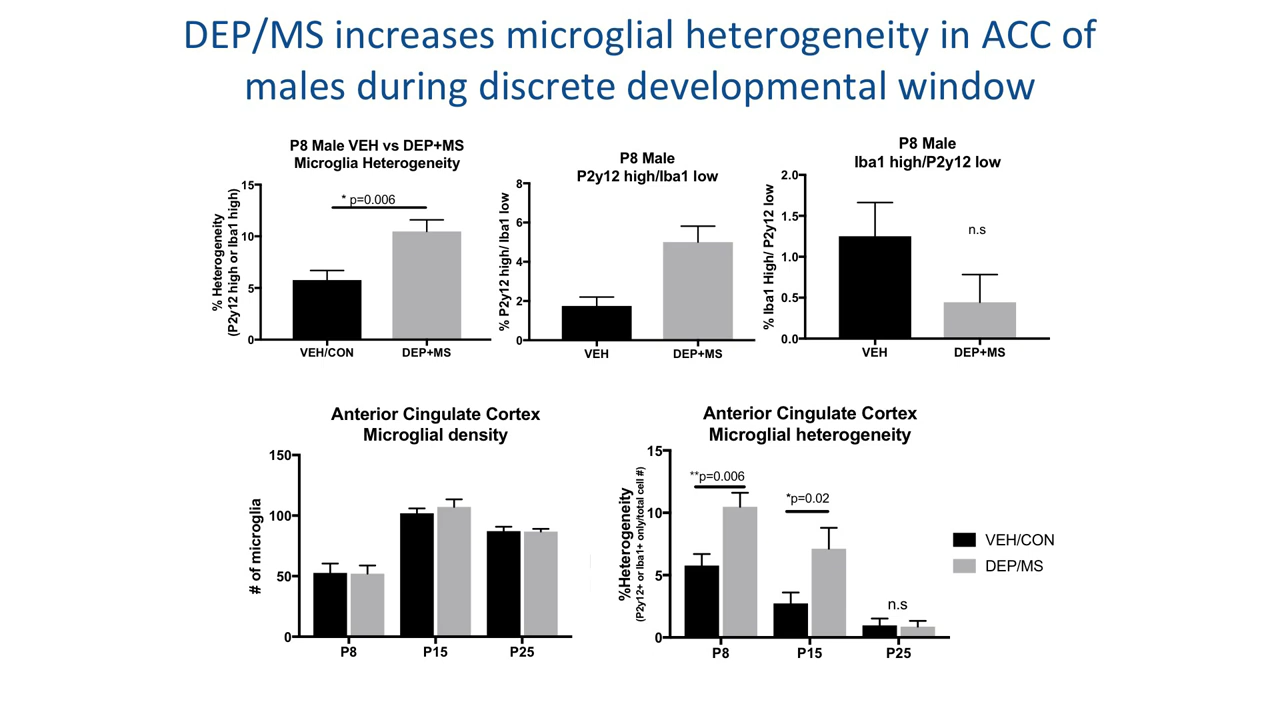 DEP/MS increases microglial heterogeneity in ACC of
males during discrete developmental window
P8 Male VEH vs DEP+MS
Microglia Heterogeneity
% Heterogeneity
(P2y12 high or Iba1 high)
15
10
5
0
* p=0.006
VEH/CON
DEP+MS
P8 Male
P2y12 high/Iba1 low
% P2y12 high/ Iba1 low
8
6
4
2
0
VEH
DEP+MS
P8 Male
Iba1 high/P2y12 low
% Iba1 High/ P2y12 low
2.0
1.5
1.0
0.5
0.0
n.s
VEH
DEP+MS
Anterior Cingulate Cortex
Microglial density
# of microglia
150
100
50
0
P8
P15
P25
Anterior Cingulate Cortex
Microglial heterogeneity
%Heterogeneity
(P2y12+ or Iba1+ only/total cell #)
15
10
5
0
**p=0.006
*p=0.02
n.s
P8
P15
P25
VEH/CON
DEP/MS